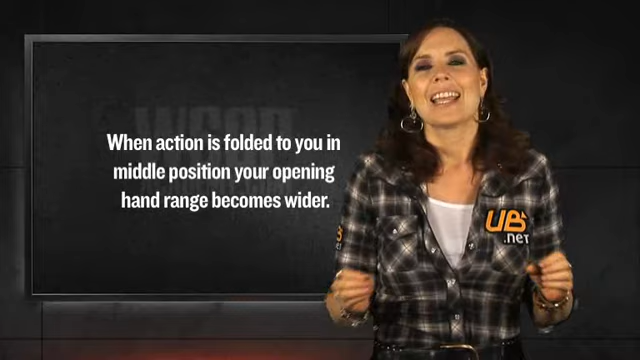 When action is folded to you in
middle position your opening
hand range becomes wider.
UB
.net